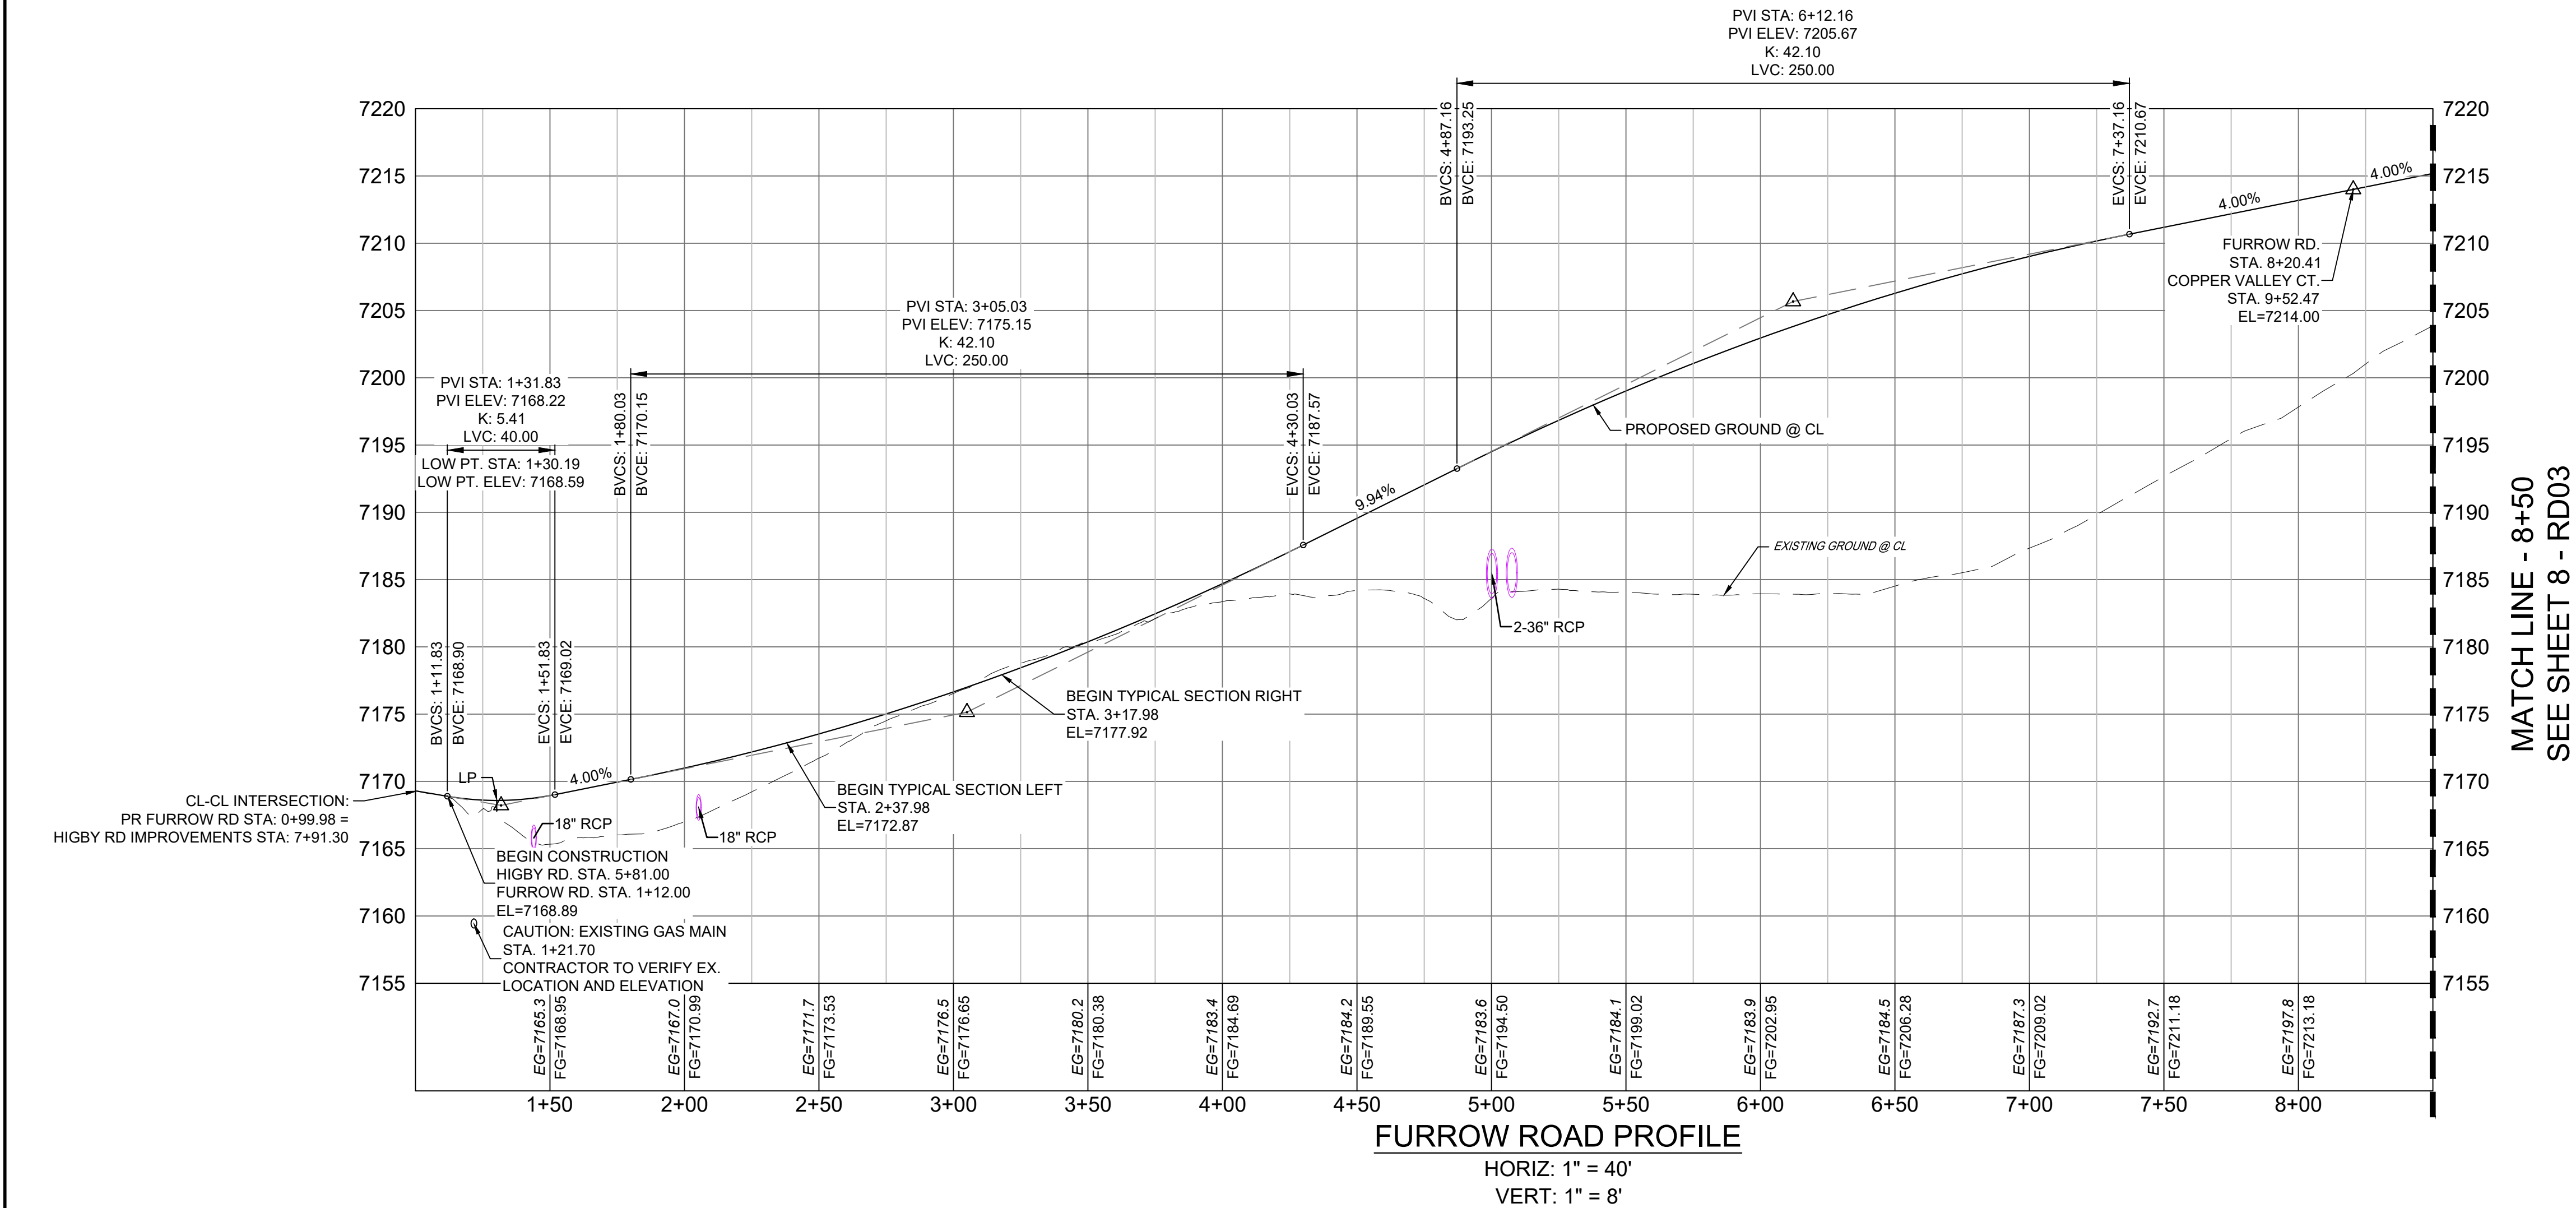 PVI STA: 6+12.16
PVI ELEV: 7205.67
K: 42.10
LVC: 250.00
BVCS: 4+87.16
BVCE: 7193.25
EVCS: 7+37.16
EVCE: 7210.67
PVI STA: 3+05.03
PVI ELEV: 7175.15
K: 42.10
LVC: 250.00
BVCS: 1+80.03
BVCE: 7170.15
EVCS: 4+30.03
EVCE: 7187.57
PVI STA: 1+31.83
PVI ELEV: 7168.22
K: 5.41
LVC: 40.00
LOW PT. STA: 1+30.19
LOW PT. ELEV: 7168.59
BVCS: 1+11.83
BVCE: 7168.90
EVCS: 1+51.83
EVCE: 7169.02
7220
7215
7210
7205
7200
7195
7190
7185
7180
7175
7170
7165
7160
7155
7220
7215
7210
7205
7200
7195
7190
7185
7180
7175
7170
7165
7160
7155
LP
4.00%
9.94%
4.00%
4.00%
FURROW RD.
STA. 8+20.41
COPPER VALLEY CT.
STA. 9+52.47
EL=7214.00
PROPOSED GROUND @ CL
EXISTING GROUND @ CL
2-36" RCP
BEGIN TYPICAL SECTION RIGHT
STA. 3+17.98
EL=7177.92
BEGIN TYPICAL SECTION LEFT
STA. 2+37.98
EL=7172.87
18" RCP
18" RCP
CL-CL INTERSECTION:
PR FURROW RD STA: 0+99.98 =
HIGBY RD IMPROVEMENTS STA: 7+91.30
BEGIN CONSTRUCTION
HIGBY RD. STA. 5+81.00
FURROW RD. STA. 1+12.00
EL=7168.89
CAUTION: EXISTING GAS MAIN
STA. 1+21.70
CONTRACTOR TO VERIFY EX.
LOCATION AND ELEVATION
MATCH LINE - 8+50
SEE SHEET 8 - RD03
EG=7165.3
FG=7168.95
EG=7167.0
FG=7170.99
EG=7171.7
FG=7173.53
EG=7176.5
FG=7176.65
EG=7180.2
FG=7180.38
EG=7183.4
FG=7184.69
EG=7184.2
FG=7189.55
EG=7183.6
FG=7194.50
EG=7184.1
FG=7199.02
EG=7183.9
FG=7202.95
EG=7184.5
FG=7206.28
EG=7187.3
FG=7209.02
EG=7192.7
FG=7211.18
EG=7197.8
FG=7213.18
1+50
2+00
2+50
3+00
3+50
4+00
4+50
5+00
5+50
6+00
6+50
7+00
7+50
8+00
FURROW ROAD PROFILE
HORIZ: 1" = 40'
VERT: 1" = 8'